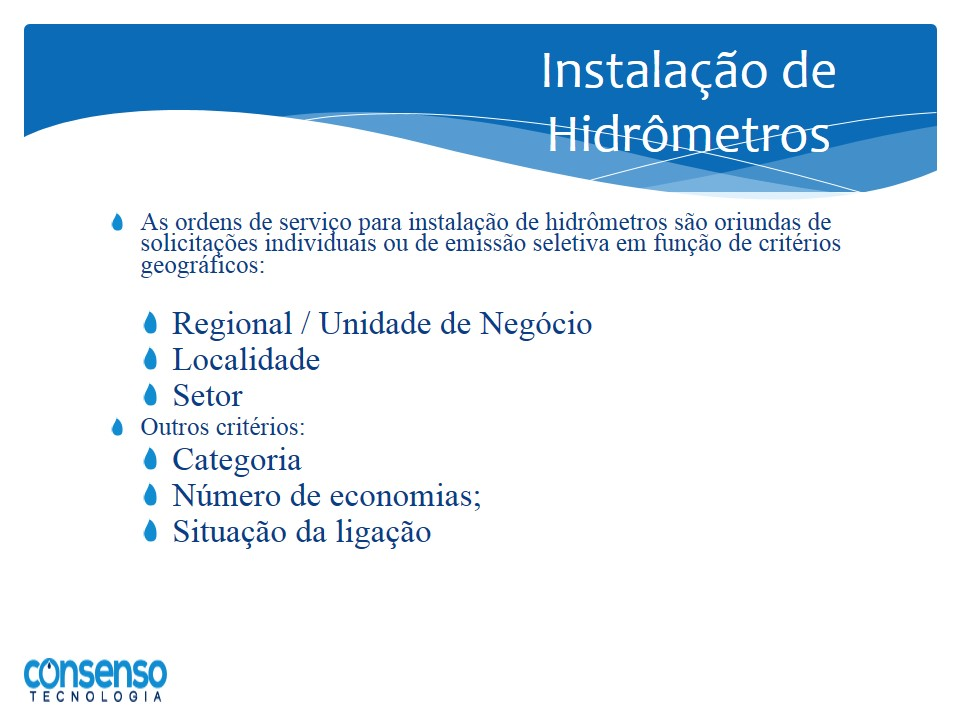 Instalação de
Hidrômetros
As ordens de serviço para instalação de hidrômetros são oriundas de
solicitações individuais ou de emissão seletiva em função de critérios
geográficos:
Regional / Unidade de Negócio
Localidade
Setor
Outros critérios:
Categoria
Número de economias;
Situação da ligação
consenso
TECNOLOGIA